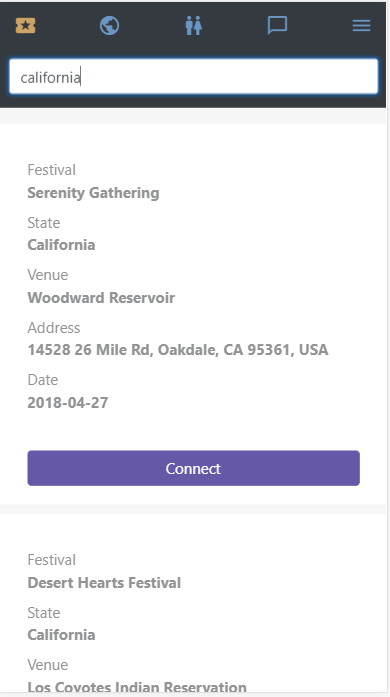 california
Festival
Serenity Gathering
State
California
Venue
Woodward Reservoir
Address
14528 26 Mile Rd, Oakdale, CA 95361, USA
Date
2018-04-27
Connect
Festival
Desert Hearts Festival
State
California
Venue
Los Coyotes Indian Reservation